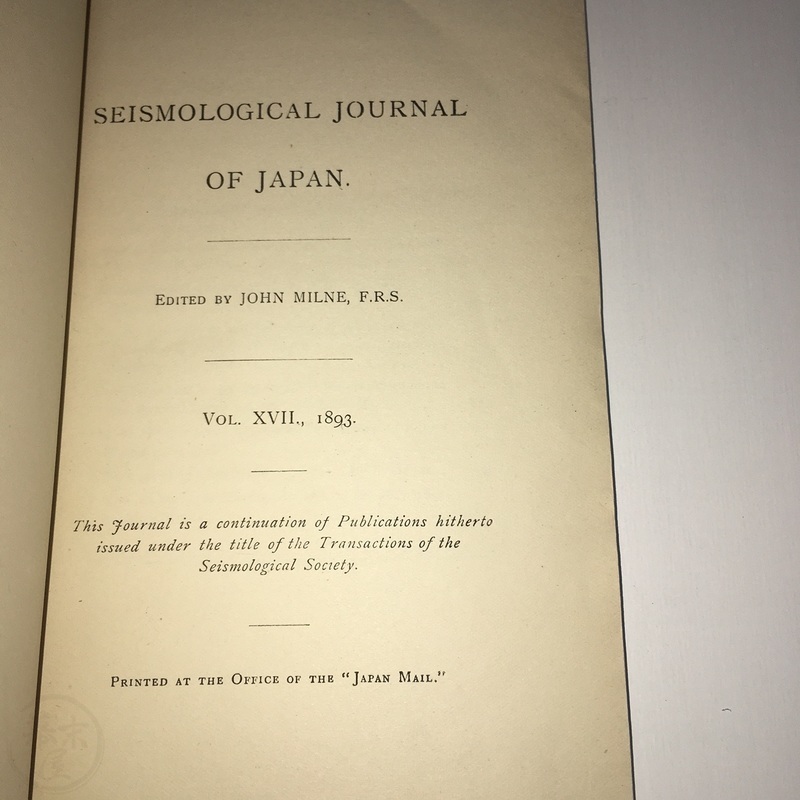 SEISMOLOGICAL JOURNAL
OF JAPAN.
EDITED BY JOHN MILNE, F.R.S.
VOL. XVII., 1893.
This Journal is a continuation of Publications hitherto
issued under the title of the Transactions of the
Seismological Society.
PRINTED AT THE OFFICE OF THE "JAPAN MAIL."